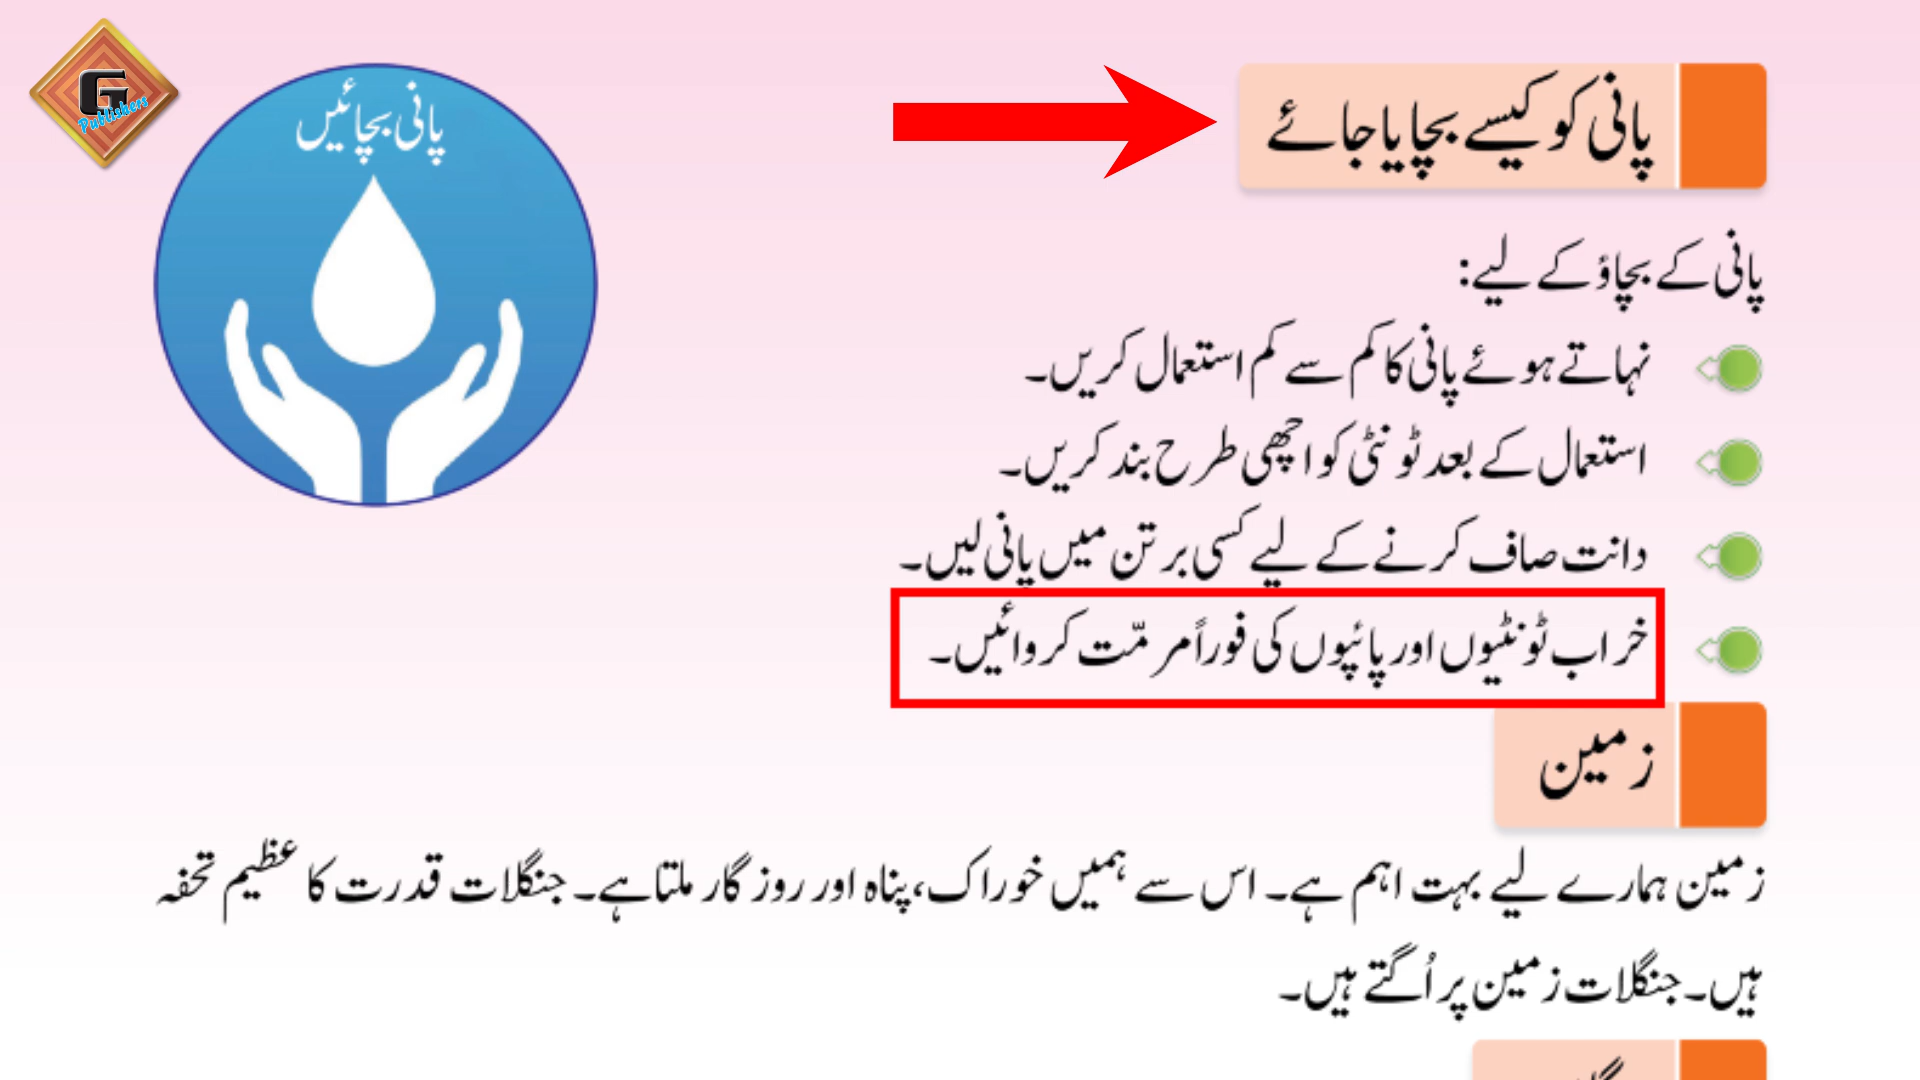 G
Publishers
پانی بچائیں
پانی کو کیسے بچایا جائے
پانی کے بچاؤ کے لیے:
نہاتے ہوئے پانی کا کم سے کم استعمال کریں۔
استعمال کے بعد ٹونٹی کو اچھی طرح بند کریں۔
دانت صاف کرنے کے لیے کسی برتن میں پانی لیں۔
خراب ٹونٹیوں اور پائپوں کی فوراً مرمّت کروائیں۔
زمین
زمین ہمارے لیے بہت اہم ہے۔ اس سے ہمیں خوراک، پناہ اور روزگار ملتا ہے۔ جنگلات قدرت کا عظیم تحفہ
ہیں۔ جنگلات زمین پر اُگتے ہیں۔